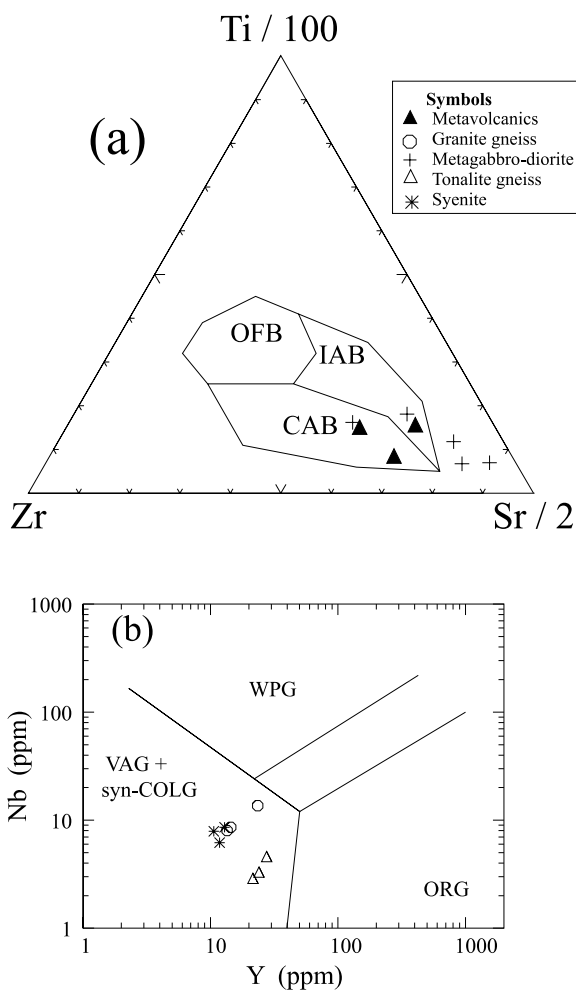 Ti / 100
(a)
Symbols
Metavolcanics
Granite gneiss
Metagabbro-diorite
Tonalite gneiss
Syenite
OFB
IAB
CAB
Zr
Sr / 2
(b)
1000
100
10
1
Nb (ppm)
WPG
VAG +
syn-COLG
ORG
1 10 100 1000
Y (ppm)